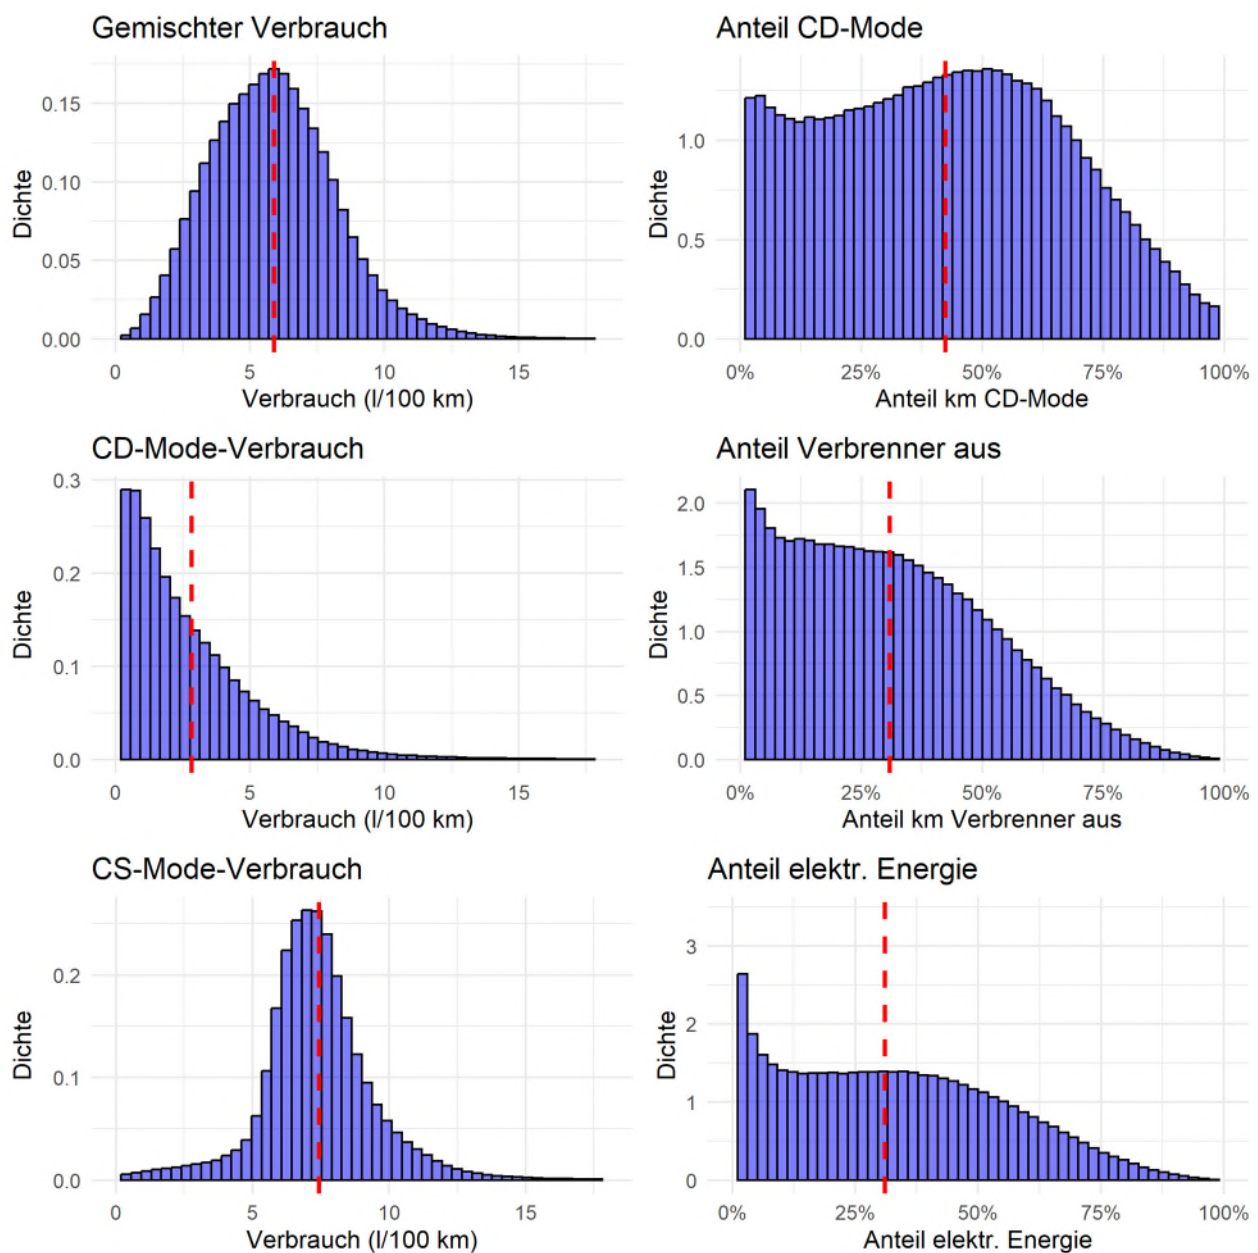 Gemischter Verbrauch
Dichte
0.15
0.10
0.05
0.00
0 5 10 15
Verbrauch (l/100 km)
Anteil CD-Mode
Dichte
1.0
0.5
0.0
0% 25% 50% 75% 100%
Anteil km CD-Mode
CD-Mode-Verbrauch
Dichte
0.3
0.2
0.1
0.0
0 5 10 15
Verbrauch (l/100 km)
Anteil Verbrenner aus
Dichte
2.0
1.5
1.0
0.5
0.0
0% 25% 50% 75% 100%
Anteil km Verbrenner aus
CS-Mode-Verbrauch
Dichte
0.2
0.1
0.0
0 5 10 15
Verbrauch (l/100 km)
Anteil elektr. Energie
Dichte
3
2
1
0
0% 25% 50% 75% 100%
Anteil elektr. Energie